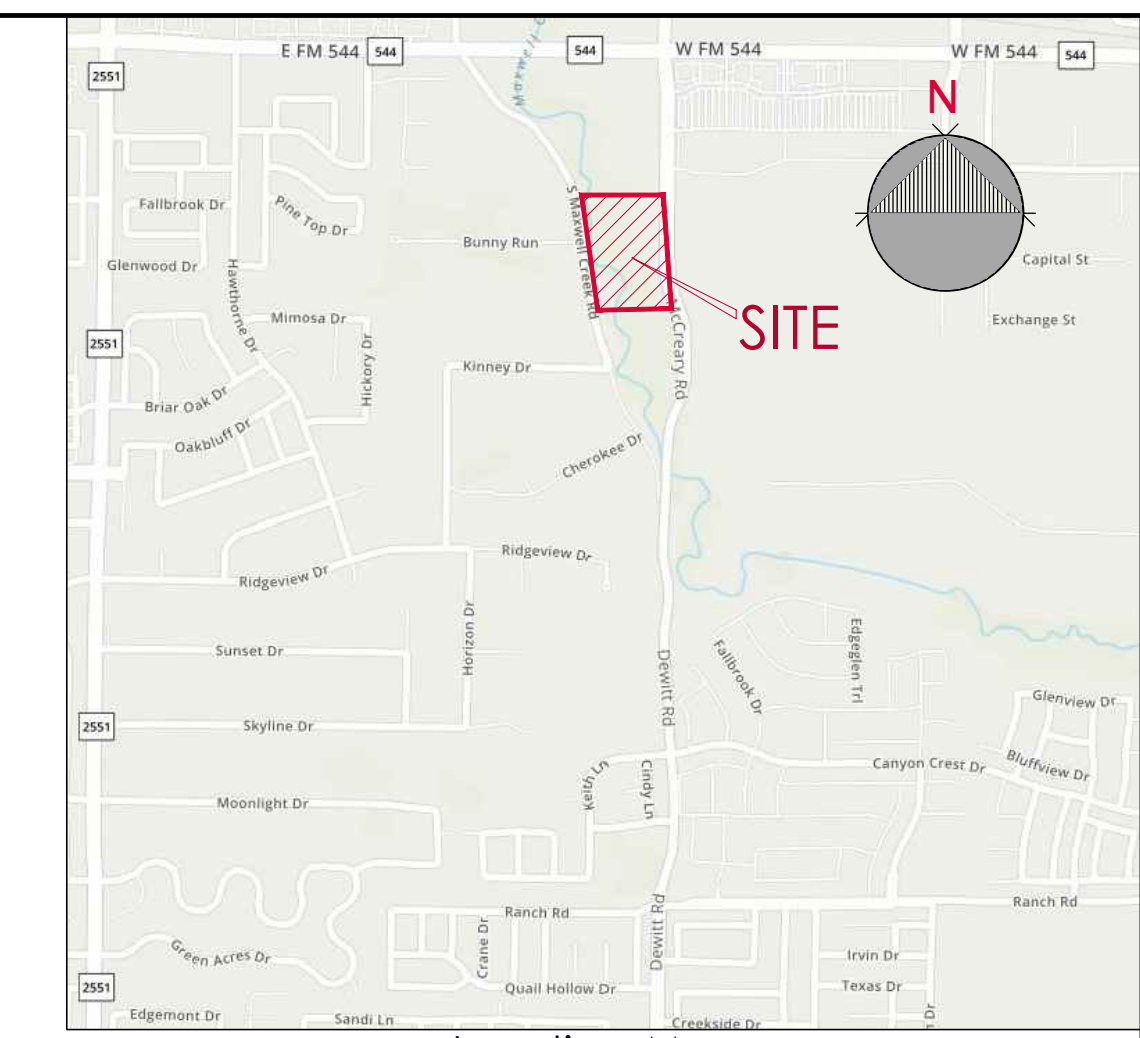 E FM 544
544
544
W FM 544
W FM 544
544
2551
Maxwell
N
Fallbrook Dr
Pine Top Dr
S Maxwell Creek Rd
Bunny Run
Glenwood Dr
Hawthorne Dr
Capital St
Mimosa Dr
McCreary Rd
SITE
Exchange St
2551
Hickory Dr
Kinney Dr
Briar Oak Dr
Oakbluff Dr
Cherokee Dr
Ridgeview Dr
Ridgeview Dr
Horizon Dr
Sunset Dr
Dewitt Rd
Fallbrook Dr
Edgeglen Trl
Glenview Dr
2551
Skyline Dr
Keith Ln
Cindy Ln
Canyon Crest Dr
Bluffview Dr
Moonlight Dr
Ranch Rd
Ranch Rd
Crane Dr
Dewitt Rd
Green Acres Dr
Irvin Dr
2551
Quail Hollow Dr
Texas Dr
Edgemont Dr
Sandi Ln
Creekside Dr
Dr